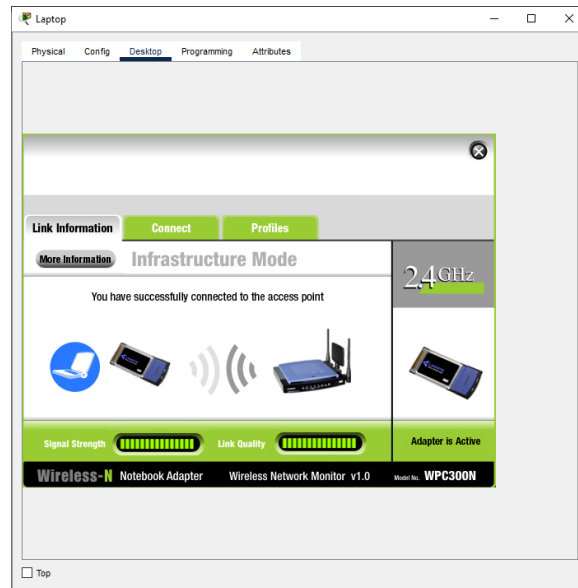 Laptop
Physical Config Desktop Programming Attributes
Link Information Connect Profiles
More Information Infrastructure Mode
2.4GHz
You have successfully connected to the access point
Signal Strength Link Quality Adapter is Active
Wireless-N Notebook Adapter Wireless Network Monitor v1.0 Model No. WPC300N
Top